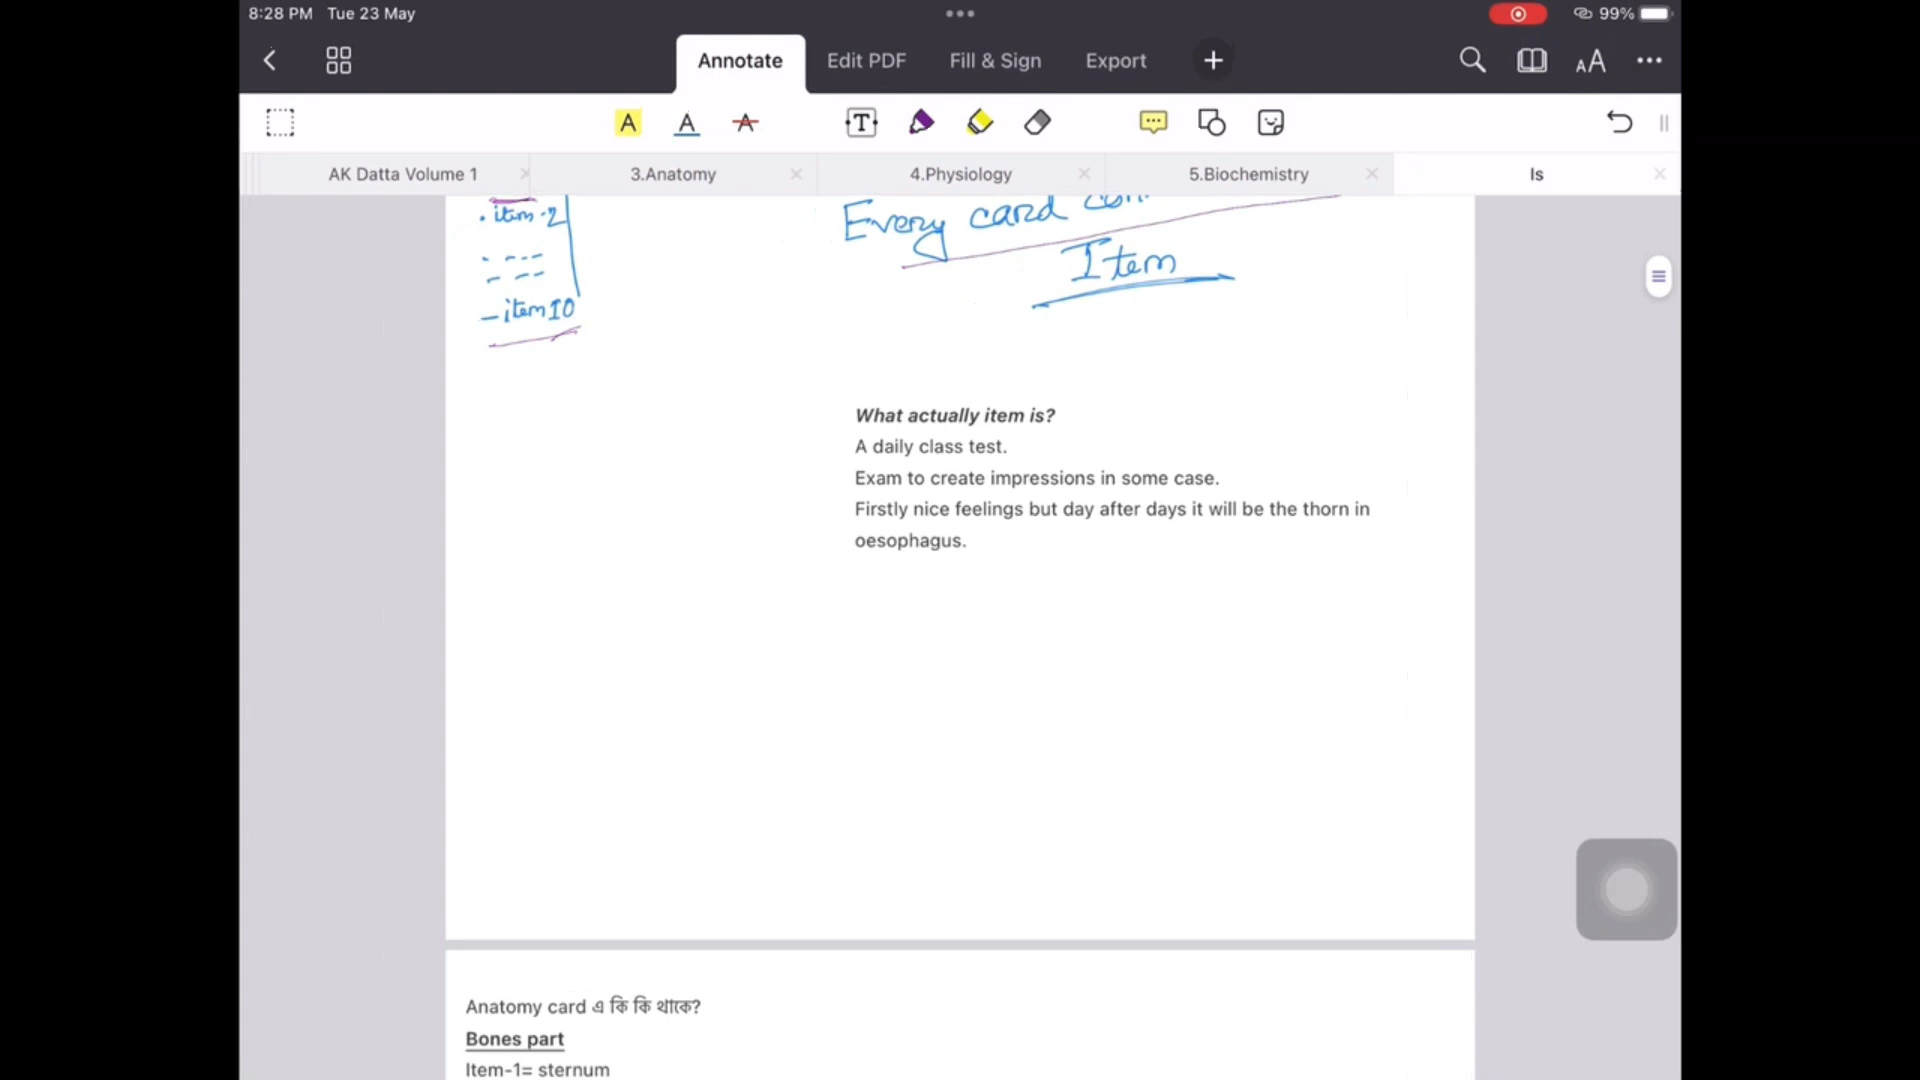 8:28 PM Tue 23 May
99%
Annotate Edit PDF Fill & Sign Export
AK Datta Volume 1 3.Anatomy 4.Physiology 5.Biochemistry Is
. item - 2
- item 10
Every card
Item
What actually item is?
A daily class test.
Exam to create impressions in some case.
Firstly nice feelings but day after days it will be the thorn in
oesophagus.
Anatomy card এ কি কি থাকে?
Bones part
Item-1= sternum